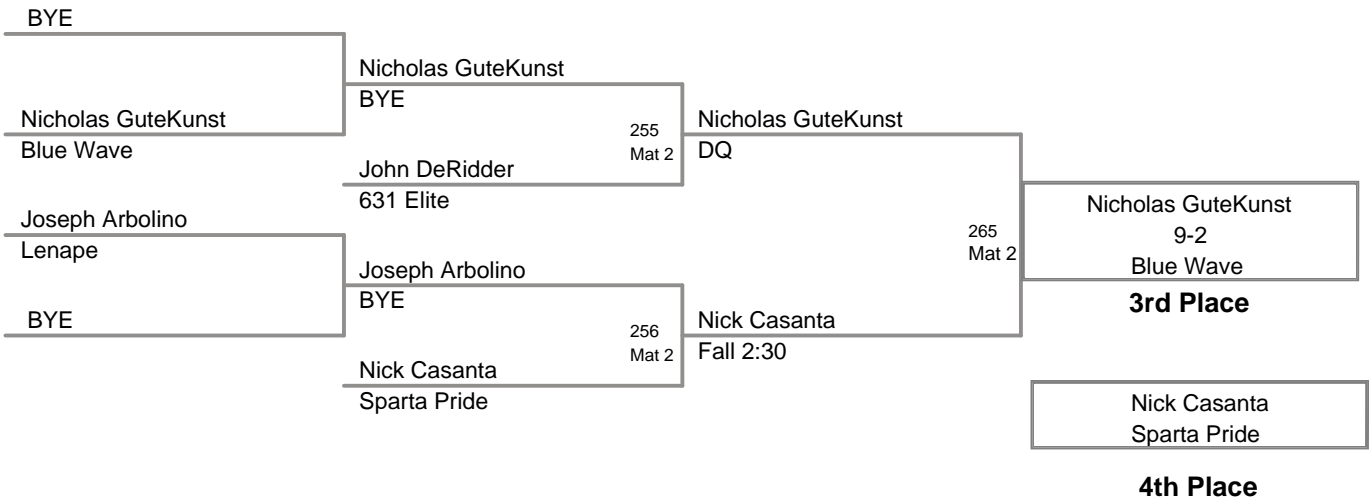 BYE
Nicholas GuteKunst
BYE
Nicholas GuteKunst
Blue Wave
255
Mat 2
Nicholas GuteKunst
DQ
John DeRidder
631 Elite
Joseph Arbolino
Lenape
265
Mat 2
Nicholas GuteKunst
9-2
Blue Wave
3rd Place
Joseph Arbolino
BYE
BYE
256
Mat 2
Nick Casanta
Fall 2:30
Nick Casanta
Sparta Pride
Nick Casanta
Sparta Pride
4th Place